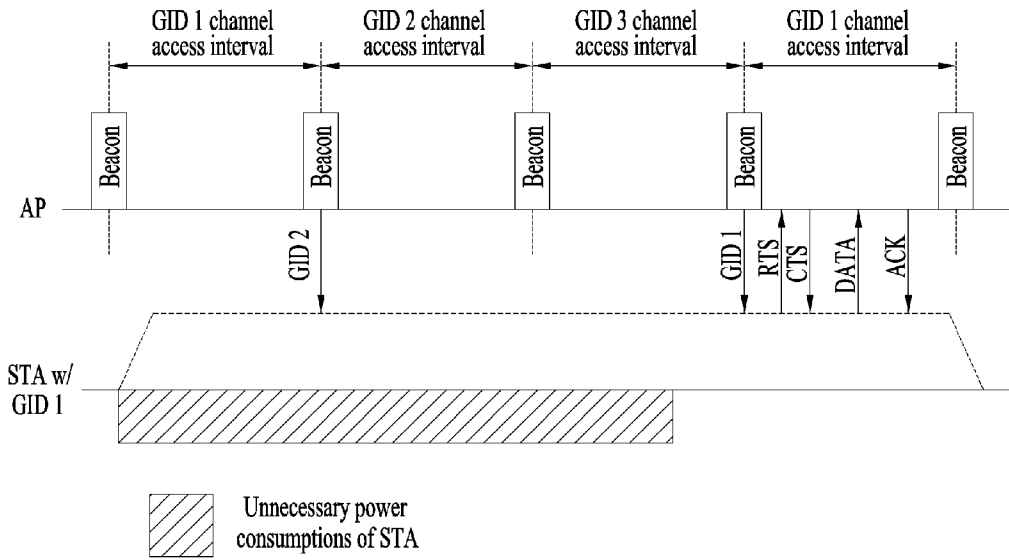 GID 1 channel
access interval
GID 2 channel
access interval
GID 3 channel
access interval
GID 1 channel
access interval
Beacon
Beacon
Beacon
Beacon
Beacon
AP
GID 2
GID 1
RTS
CTS
DATA
ACK
STA w/
GID 1
Unnecessary power
consumptions of STA